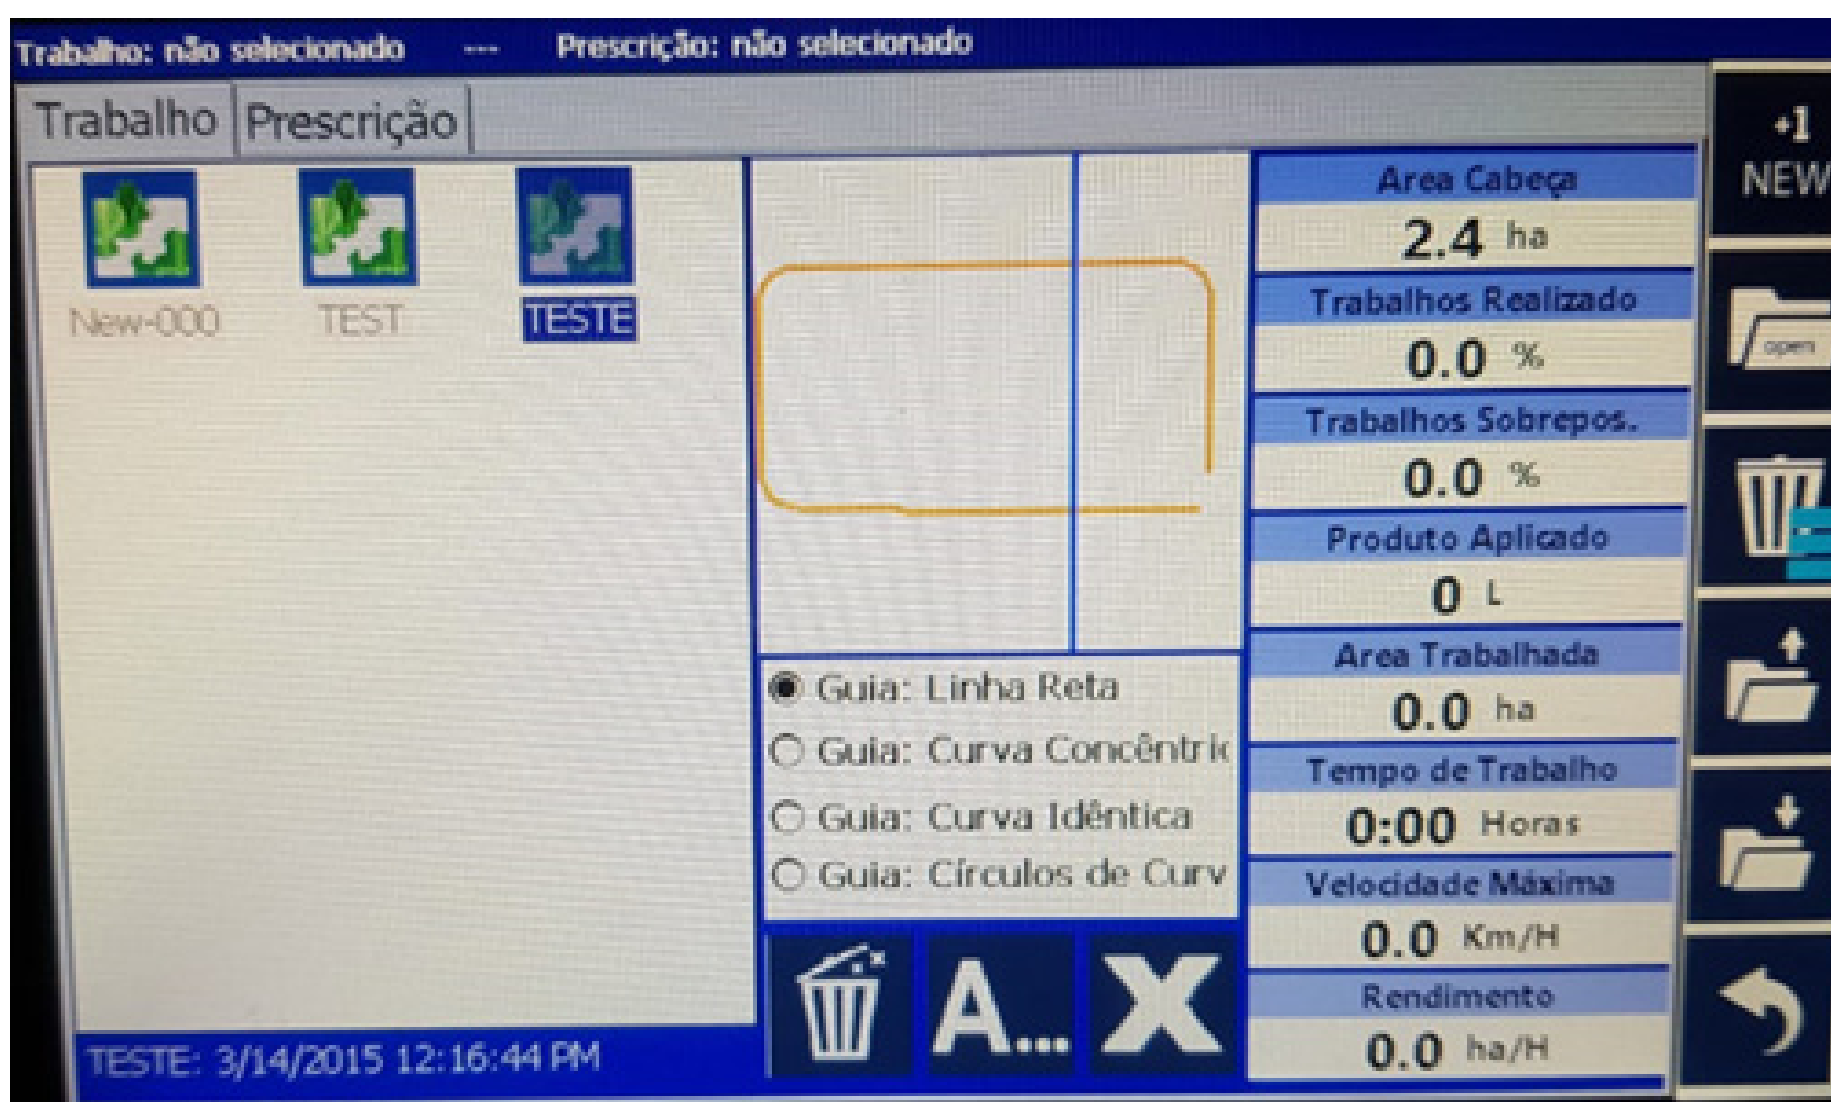 Trabalho: não selecionado --- Prescrição: não selecionado
Trabalho Prescrição
New-000 TEST TESTE
Guia: Linha Reta
Guia: Curva Concêntric
Guia: Curva Idêntica
Guia: Círculos de Curv
A...
X
TESTE: 3/14/2015 12:16:44 PM
Area Cabeça
2.4 ha
Trabalhos Realizado
0.0 %
Trabalhos Sobrepos.
0.0 %
Produto Aplicado
0 L
Area Trabalhada
0.0 ha
Tempo de Trabalho
0:00 Horas
Velocidade Máxima
0.0 Km/H
Rendimento
0.0 ha/H
+1
NEW
open